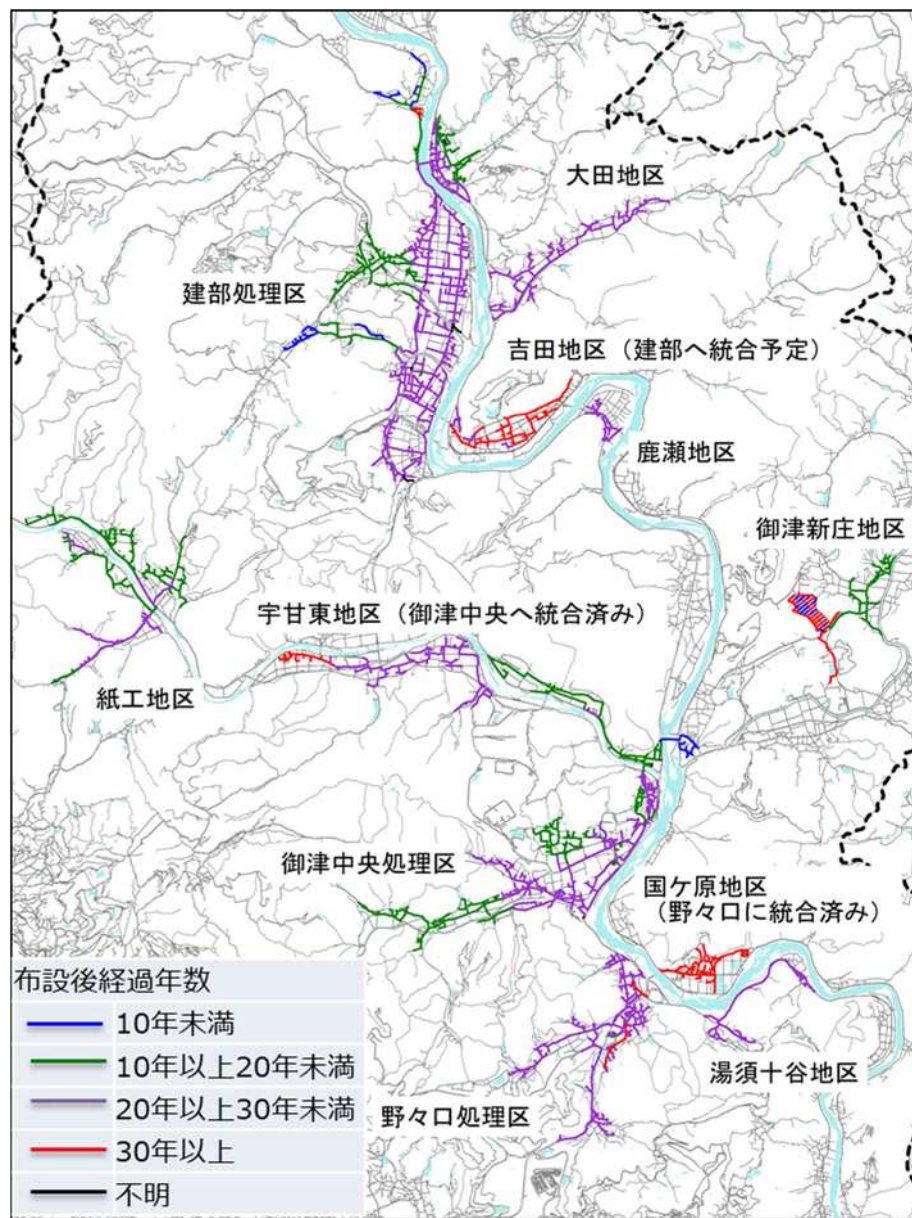 大田地区
建部処理区
吉田地区（建部へ統合予定）
鹿瀬地区
御津新庄地区
宇甘東地区（御津中央へ統合済み）
紙工地区
御津中央処理区
国ケ原地区
（野々口に統合済み）
湯須十谷地区
野々口処理区
布設後経過年数
10年未満
10年以上20年未満
20年以上30年未満
30年以上
不明